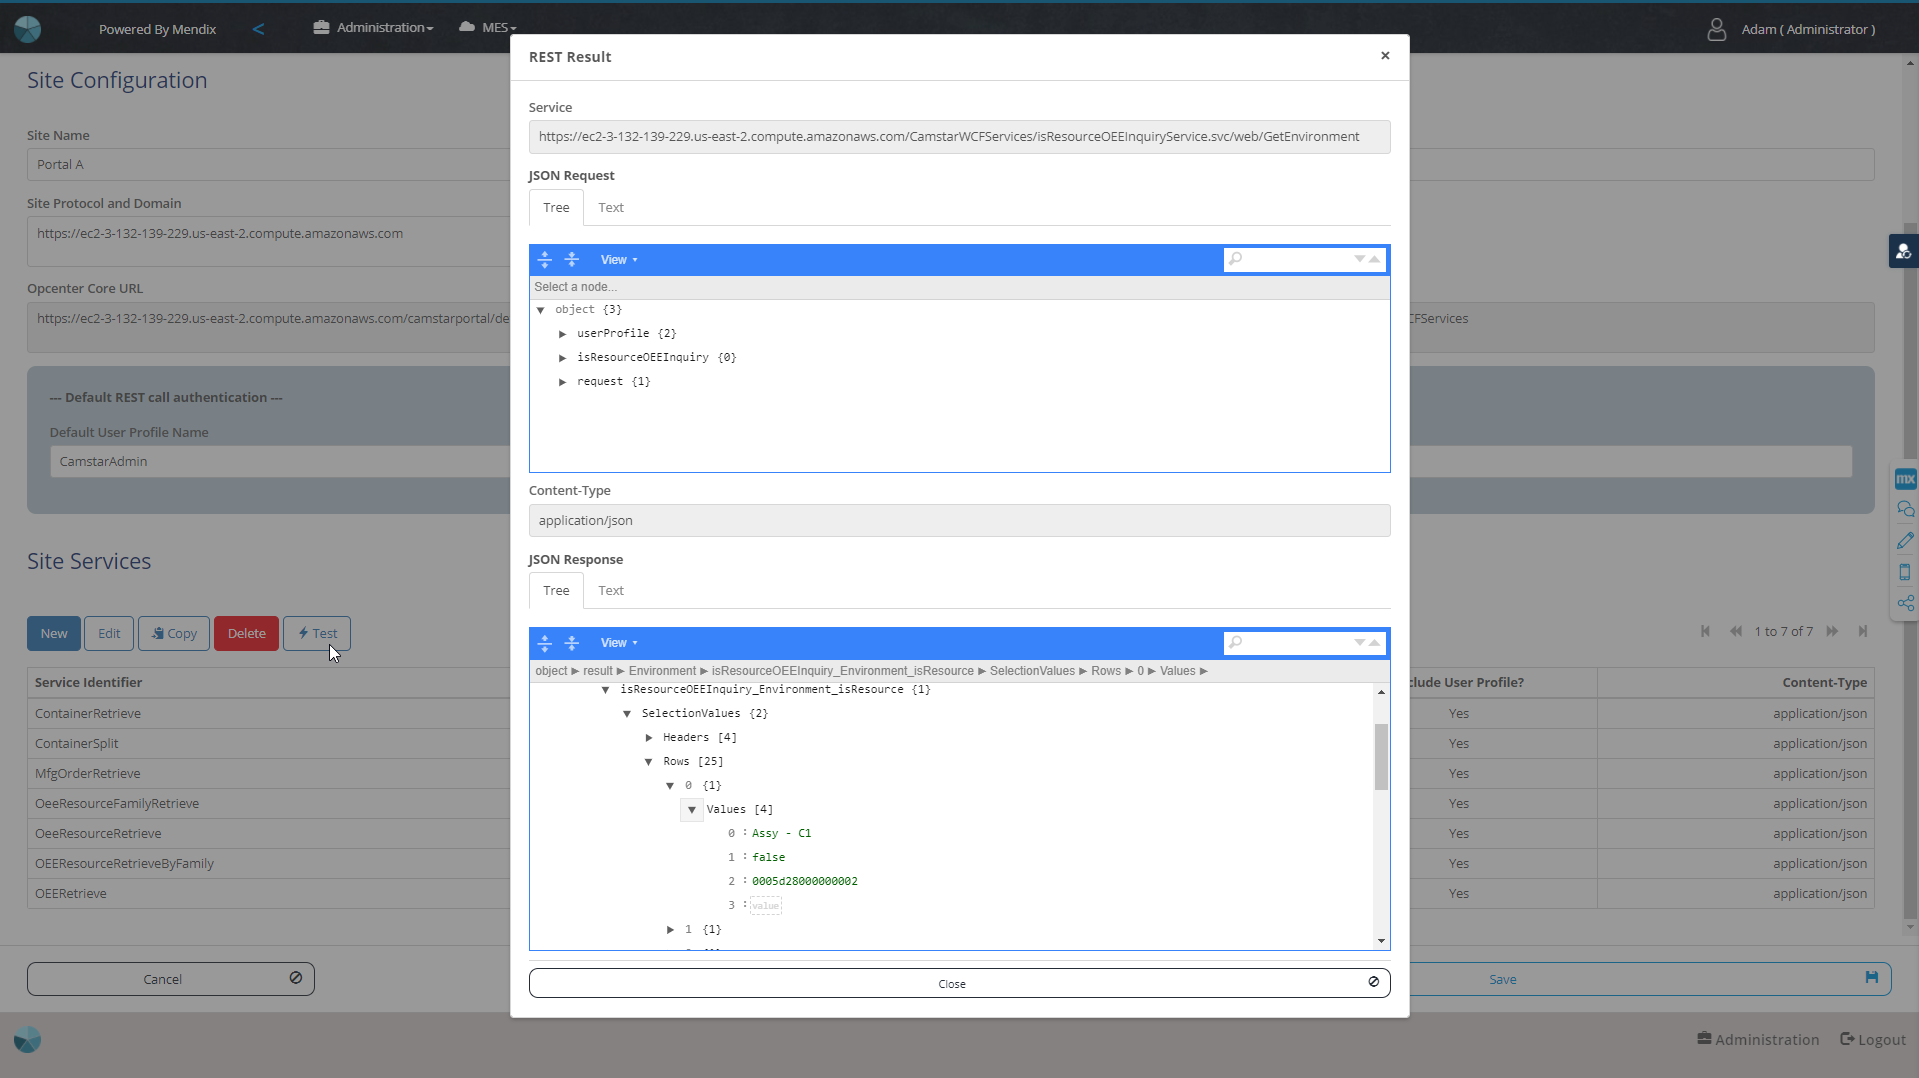 Powered By Mendix
<
Administration
MES
Adam ( Administrator )
Site Configuration
Site Name
Portal A
Site Protocol and Domain
https://ec2-3-132-139-229.us-east-2.compute.amazonaws.com
Opcenter Core URL
https://ec2-3-132-139-229.us-east-2.compute.amazonaws.com/camstarportal/de
CFServices
--- Default REST call authentication ---
Default User Profile Name
CamstarAdmin
Site Services
New
Edit
Copy
Delete
Test
1 to 7 of 7
Service Identifier
clude User Profile?
Content-Type
ContainerRetrieve
Yes
application/json
ContainerSplit
Yes
application/json
MfgOrderRetrieve
Yes
application/json
OeeResourceFamilyRetrieve
Yes
application/json
OeeResourceRetrieve
Yes
application/json
OEEResourceRetrieveByFamily
Yes
application/json
OEERetrieve
Yes
application/json
Cancel
Save
REST Result
×
Service
https://ec2-3-132-139-229.us-east-2.compute.amazonaws.com/CamstarWCFServices/isResourceOEEInquiryService.svc/web/GetEnvironment
JSON Request
Tree
Text
View
Select a node...
object {3}
userProfile {2}
isResourceOEEInquiry {0}
request {1}
Content-Type
application/json
JSON Response
Tree
Text
View
object ► result ► Environment ► isResourceOEEInquiry_Environment_isResource ► SelectionValues ► Rows ► 0 ► Values ►
isResourceOEEInquiry_Environment_isResource {1}
SelectionValues {2}
Headers [4]
Rows [25]
0 {1}
Values [4]
0 : Assy - C1
1 : false
2 : 0005d28000000002
3 : value
1 {1}
Close
mx
Administration
Logout